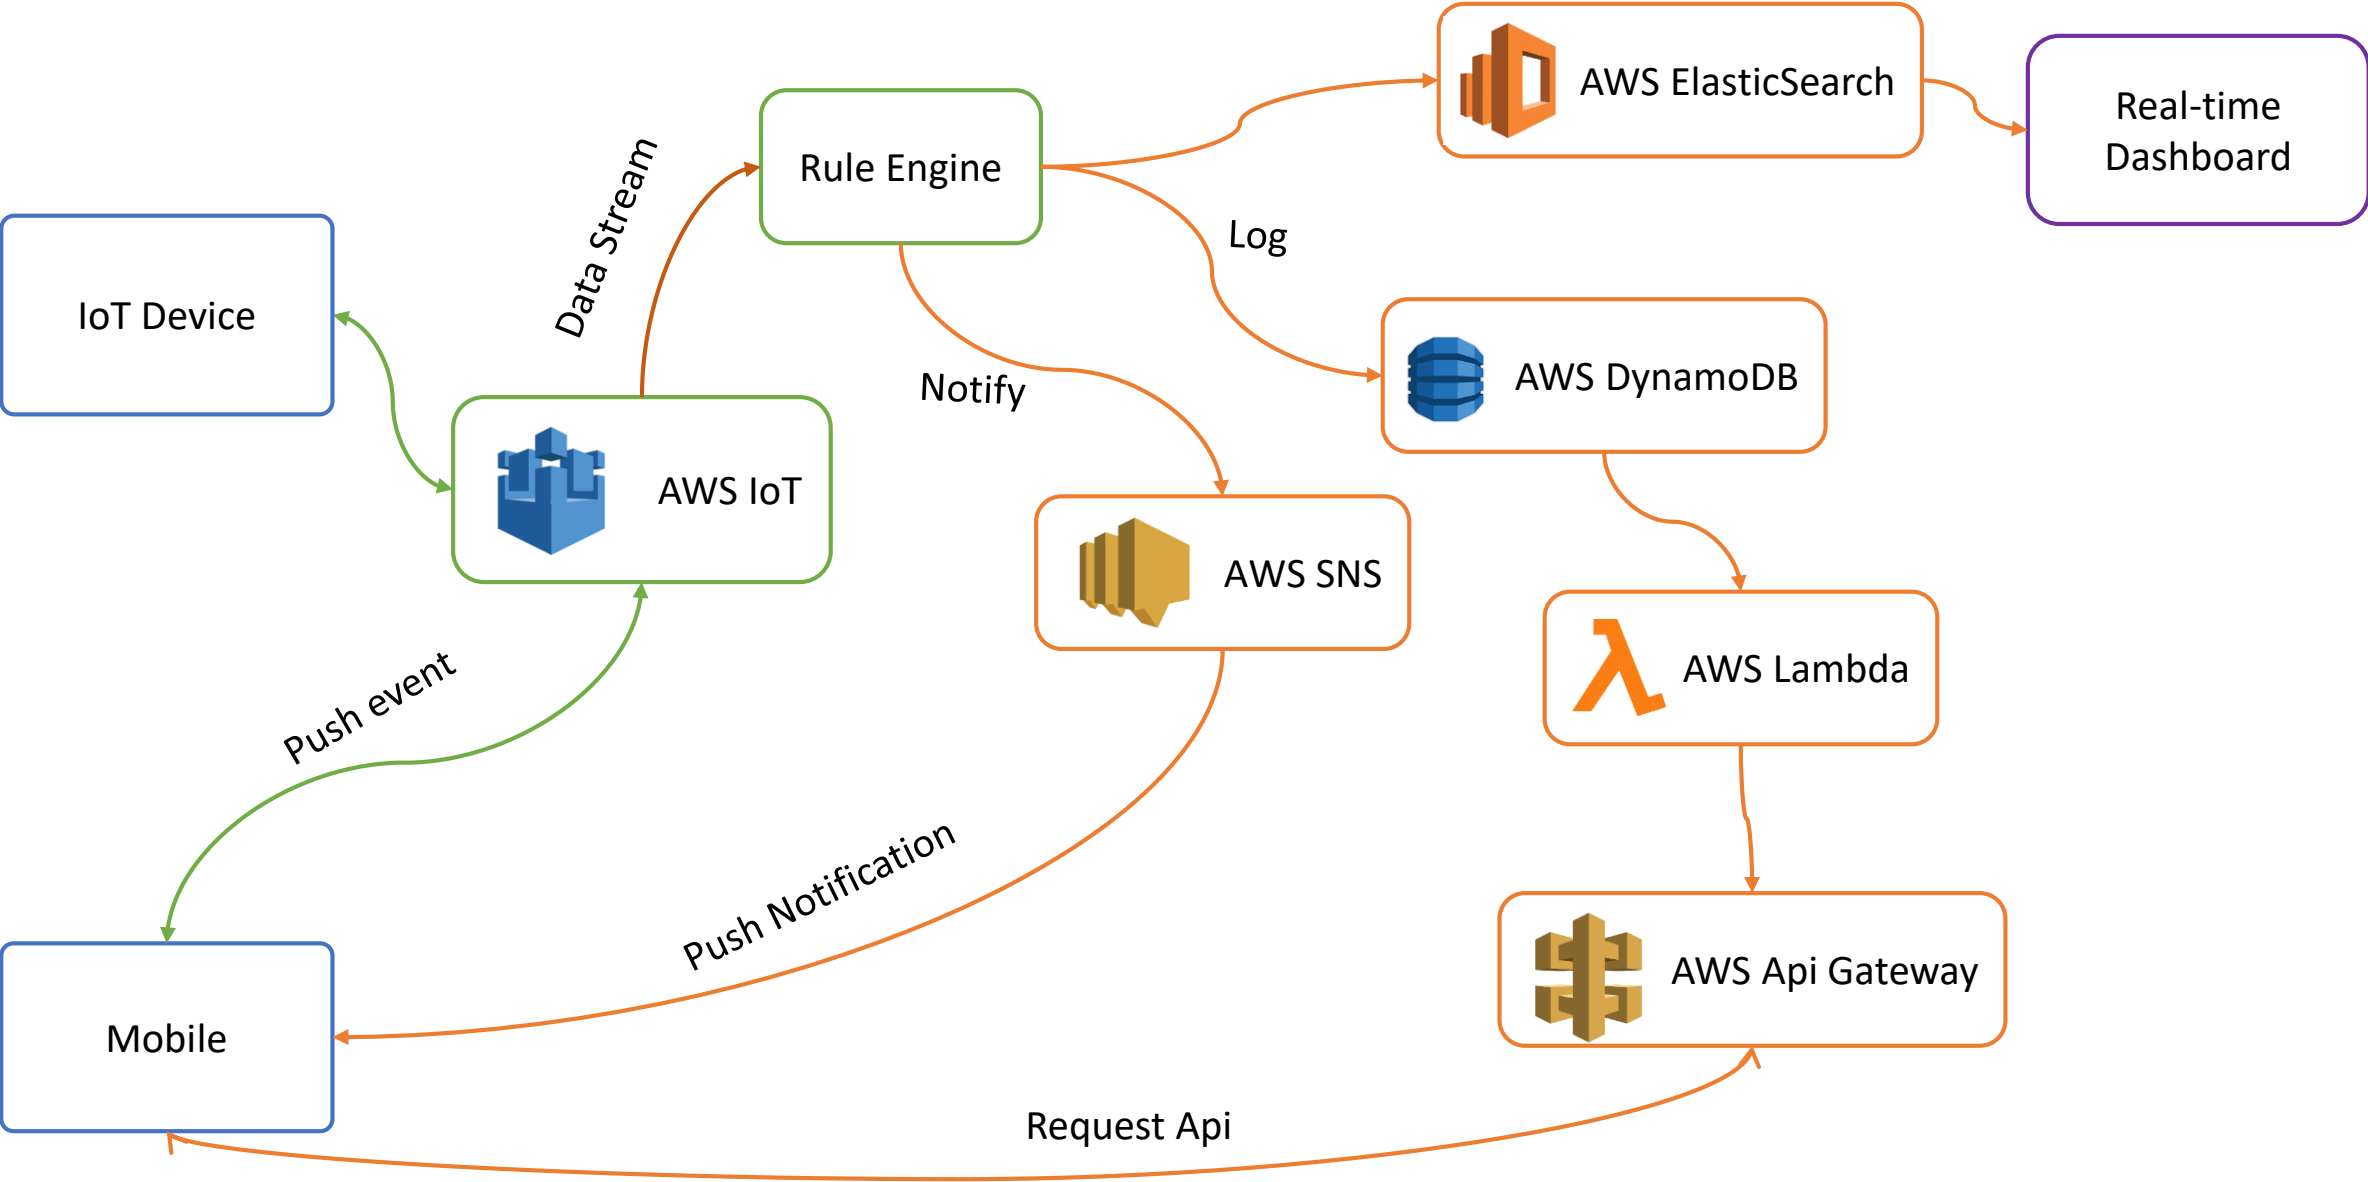 AWS ElasticSearch
Real-time
Dashboard
Rule Engine
Data Stream
Log
IoT Device
Notify
AWS DynamoDB
AWS IoT
AWS SNS
AWS Lambda
Push event
Push Notification
AWS Api Gateway
Mobile
Request Api